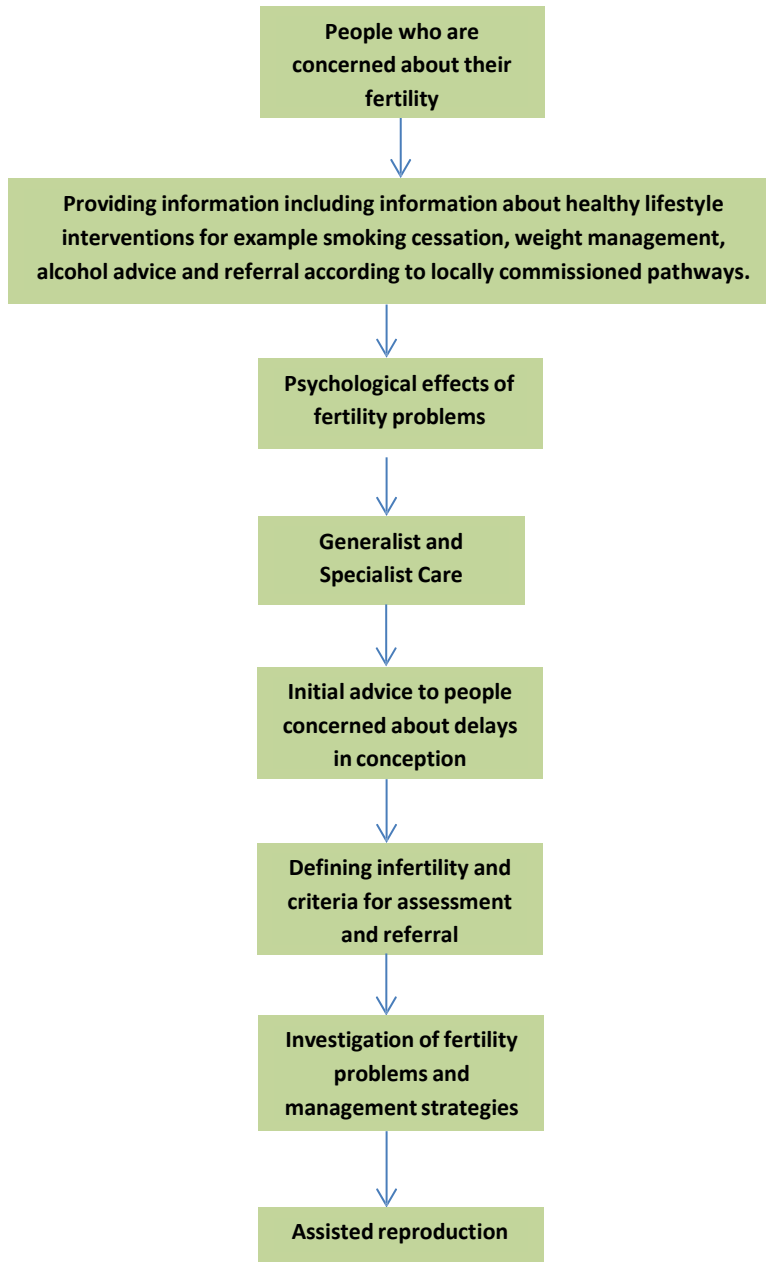 People who are
concerned about their
fertility
Providing information including information about healthy lifestyle
interventions for example smoking cessation, weight management,
alcohol advice and referral according to locally commissioned pathways.
Psychological effects of
fertility problems
Generalist and
Specialist Care
Initial advice to people
concerned about delays
in conception
Defining infertility and
criteria for assessment
and referral
Investigation of fertility
problems and
management strategies
Assisted reproduction